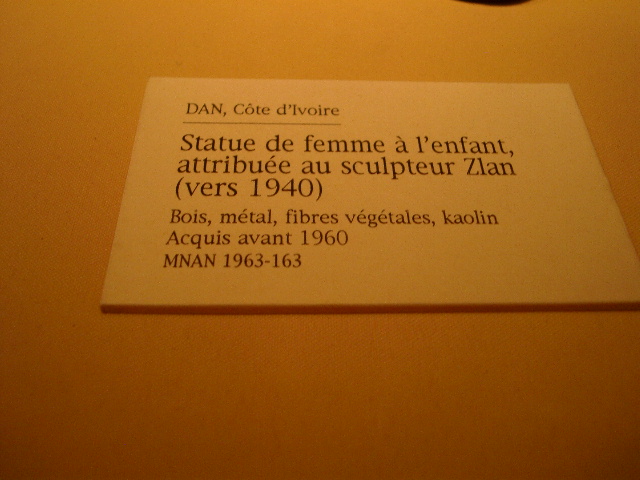 DAN, Côte d'Ivoire
Statue de femme à l'enfant,
attribuée au sculpteur Zlan
(vers 1940)
Bois, métal, fibres végétales, kaolin
Acquis avant 1960
MNAN 1963-163